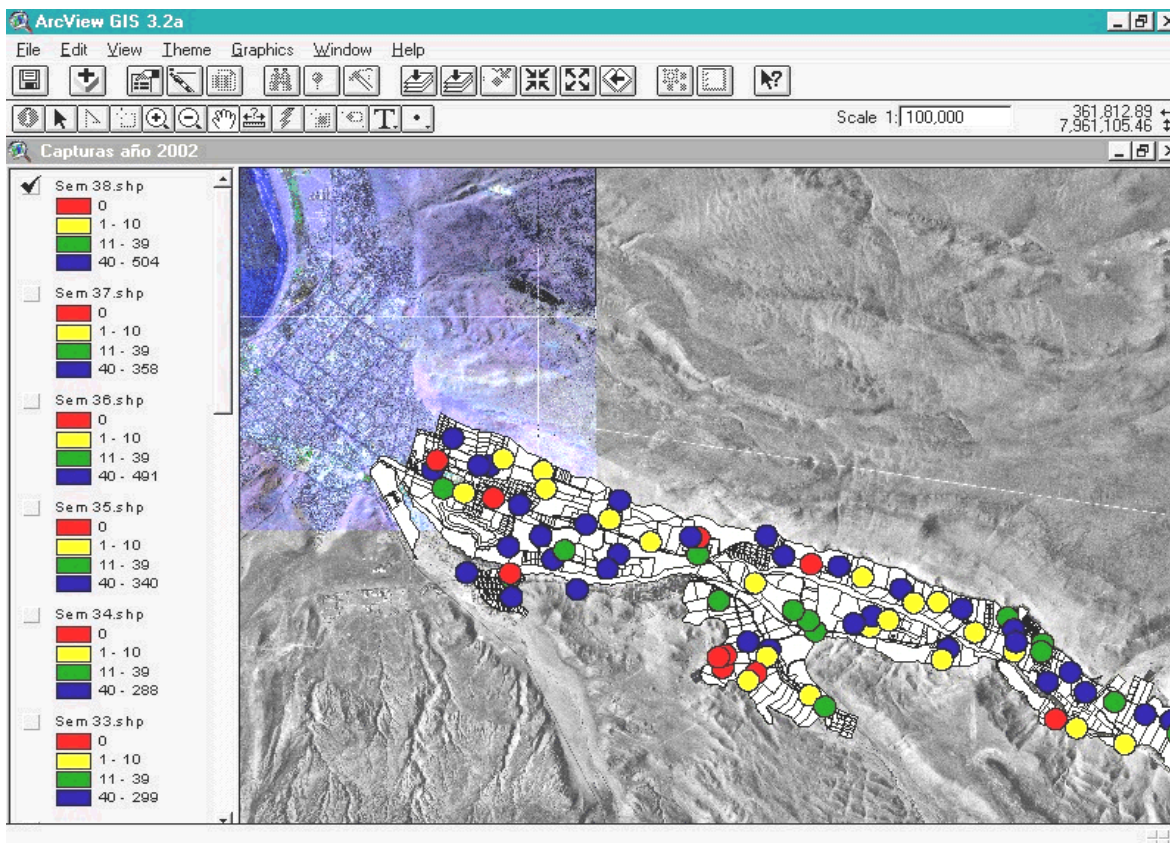 ArcView GIS 3.2a
File Edit View Theme Graphics Window Help
Scale 1: 100,000
361,812.89
7,961,105.46
Capturas año 2002
Sem 38.shp
0
1 - 10
11 - 39
40 - 504
Sem 37.shp
0
1 - 10
11 - 39
40 - 358
Sem 36.shp
0
1 - 10
11 - 39
40 - 491
Sem 35.shp
0
1 - 10
11 - 39
40 - 340
Sem 34.shp
0
1 - 10
11 - 39
40 - 288
Sem 33.shp
0
1 - 10
11 - 39
40 - 299